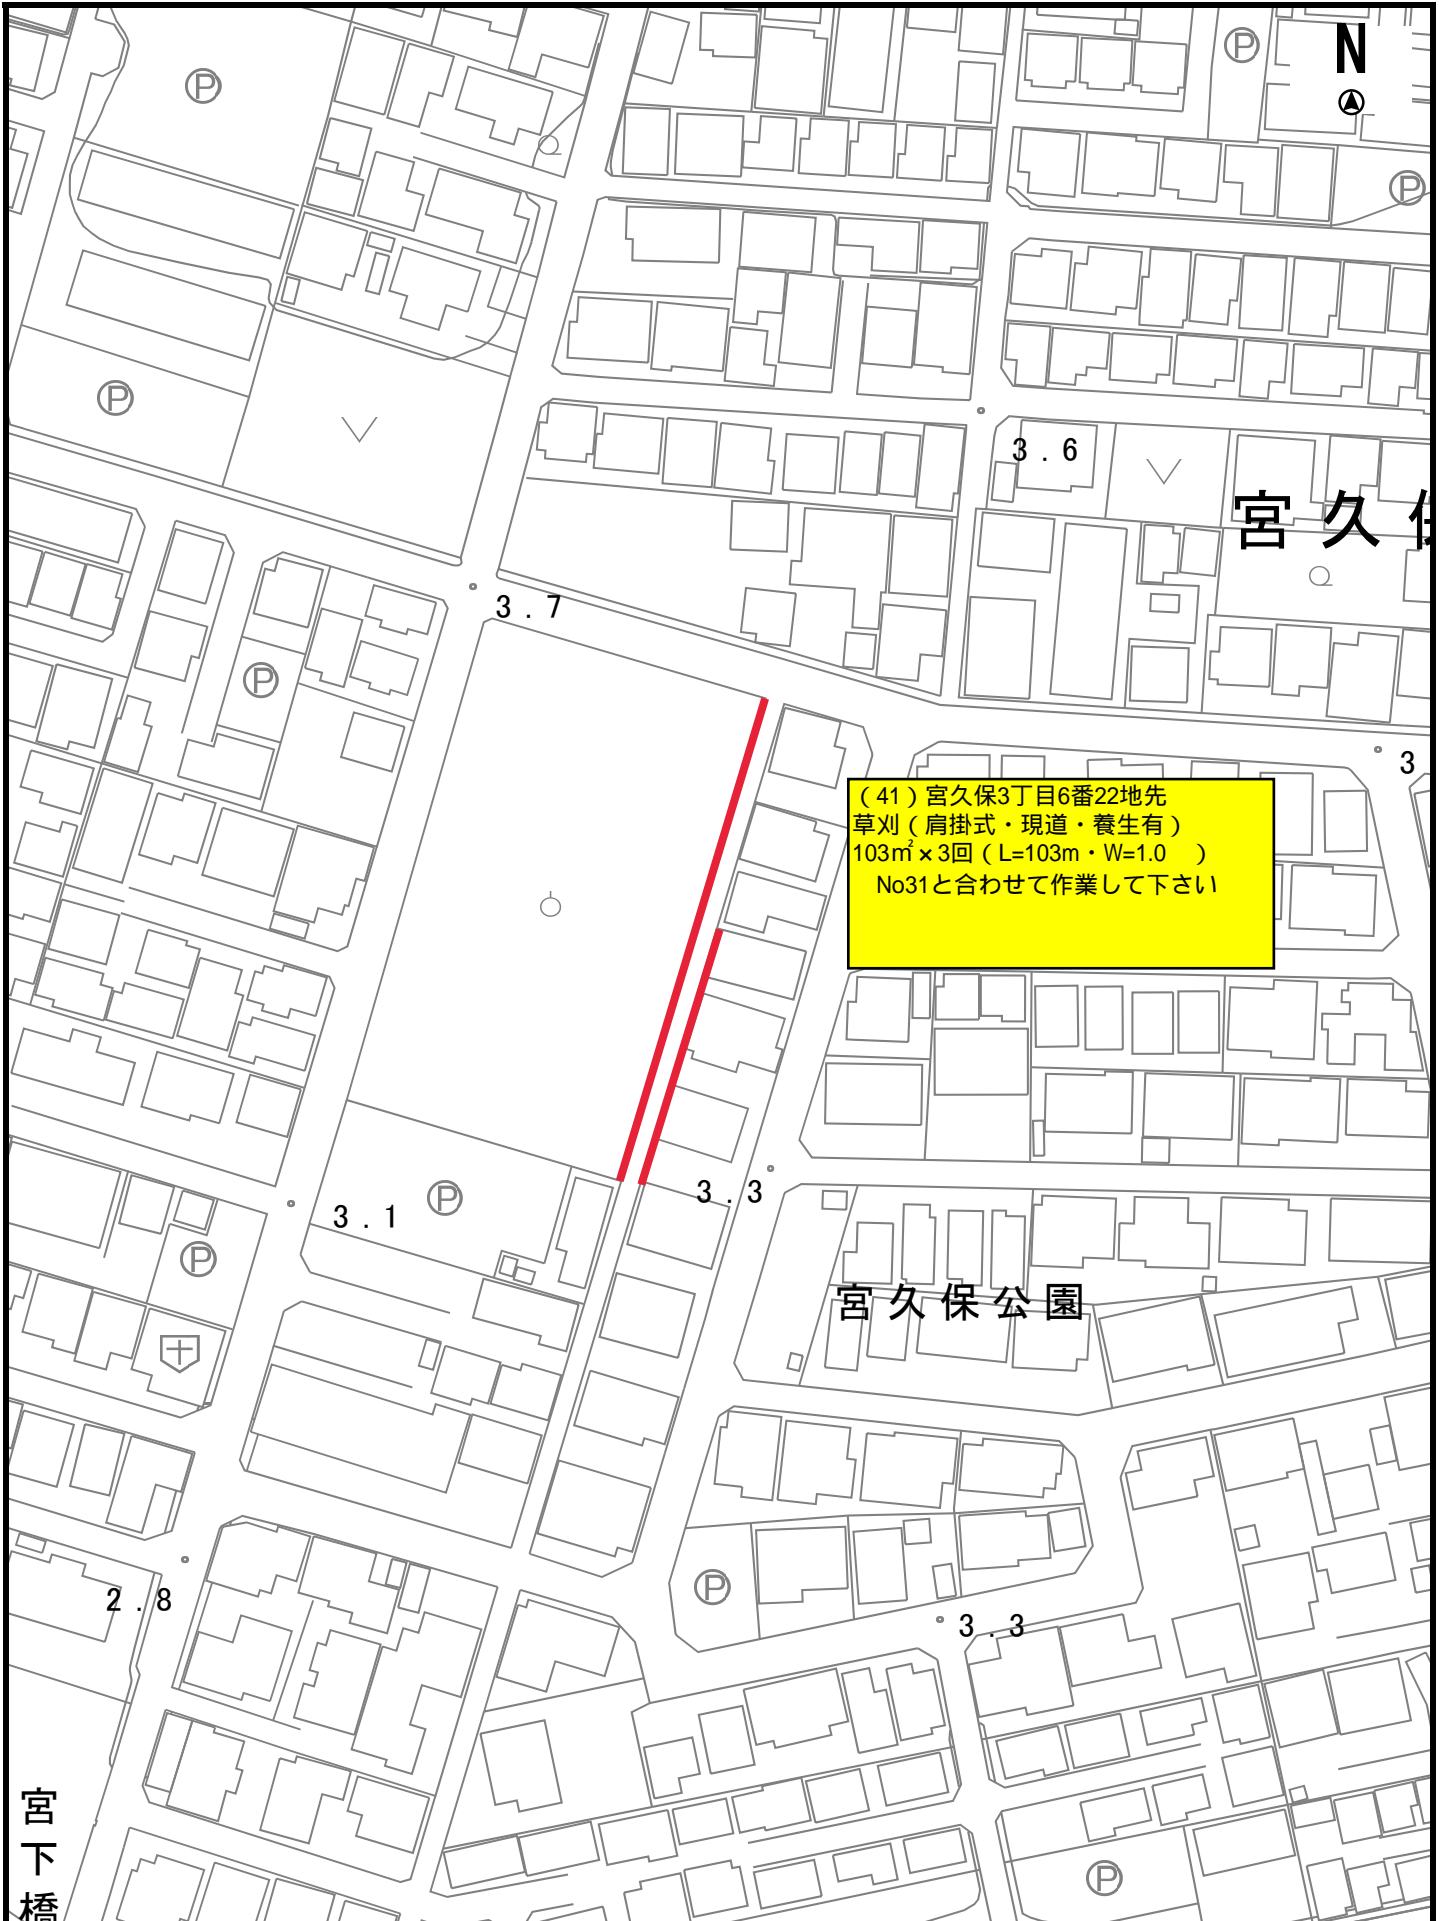 N
P
P
P
P
3.6
宮久
3.7
P
3
（41）宮久保3丁目6番22地先
草刈（肩掛式・現道・養生有）
103㎡×3回（L=103m・W=1.0　）
No31と合わせて作業して下さい
3.3
3.1
P
P
宮久保公園
2.8
P
3.3
宮下橋
P